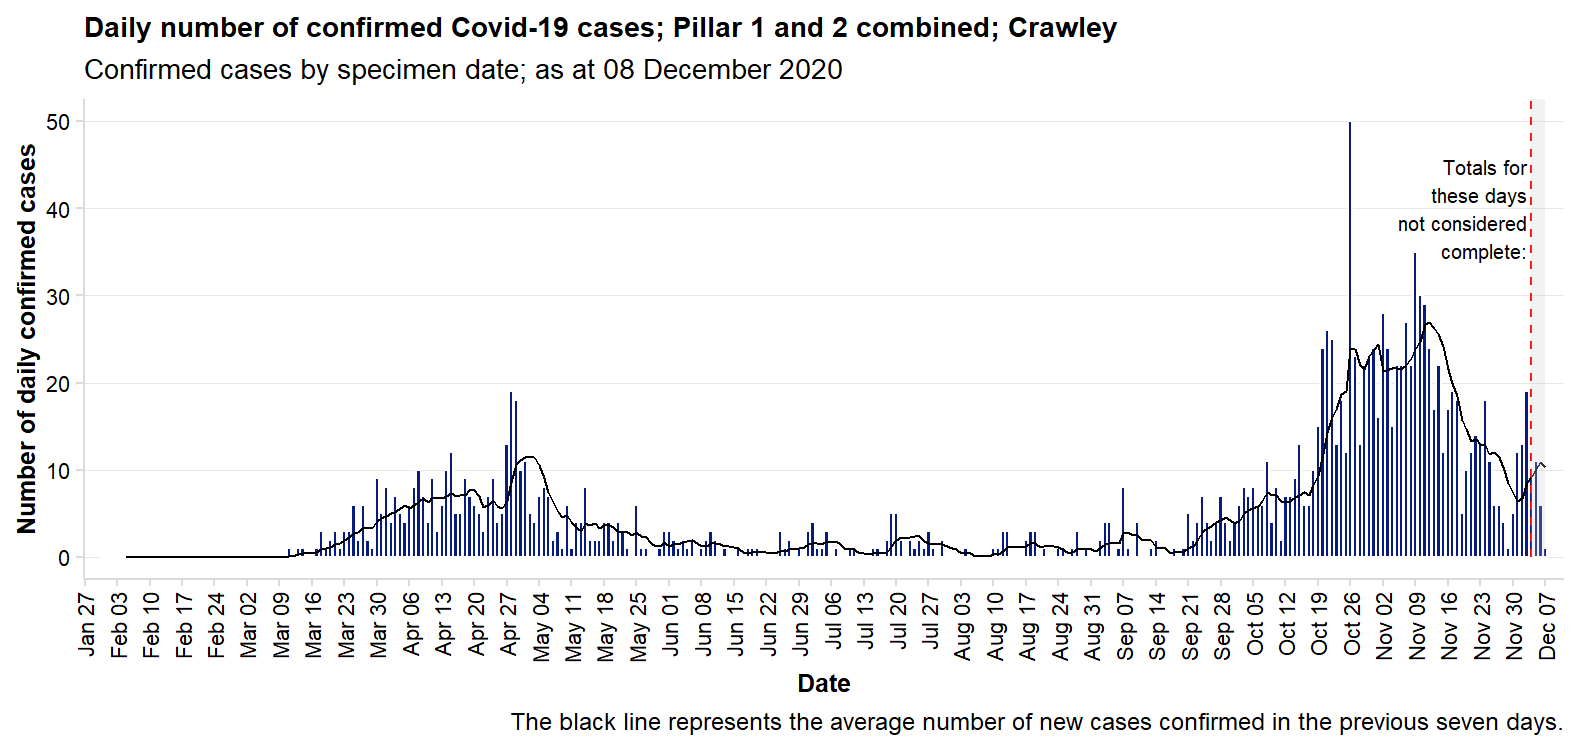 Daily number of confirmed Covid-19 cases; Pillar 1 and 2 combined; Crawley
Confirmed cases by specimen date; as at 08 December 2020
Number of daily confirmed cases
50
40
30
20
10
0
Totals for
these days
not considered
complete:
Jan 27
Feb 03
Feb 10
Feb 17
Feb 24
Mar 02
Mar 09
Mar 16
Mar 23
Mar 30
Apr 06
Apr 13
Apr 20
Apr 27
May 04
May 11
May 18
May 25
Jun 01
Jun 08
Jun 15
Jun 22
Jun 29
Jul 06
Jul 13
Jul 20
Jul 27
Aug 03
Aug 10
Aug 17
Aug 24
Aug 31
Sep 07
Sep 14
Sep 21
Sep 28
Oct 05
Oct 12
Oct 19
Oct 26
Nov 02
Nov 09
Nov 16
Nov 23
Nov 30
Dec 07
Date
The black line represents the average number of new cases confirmed in the previous seven days.